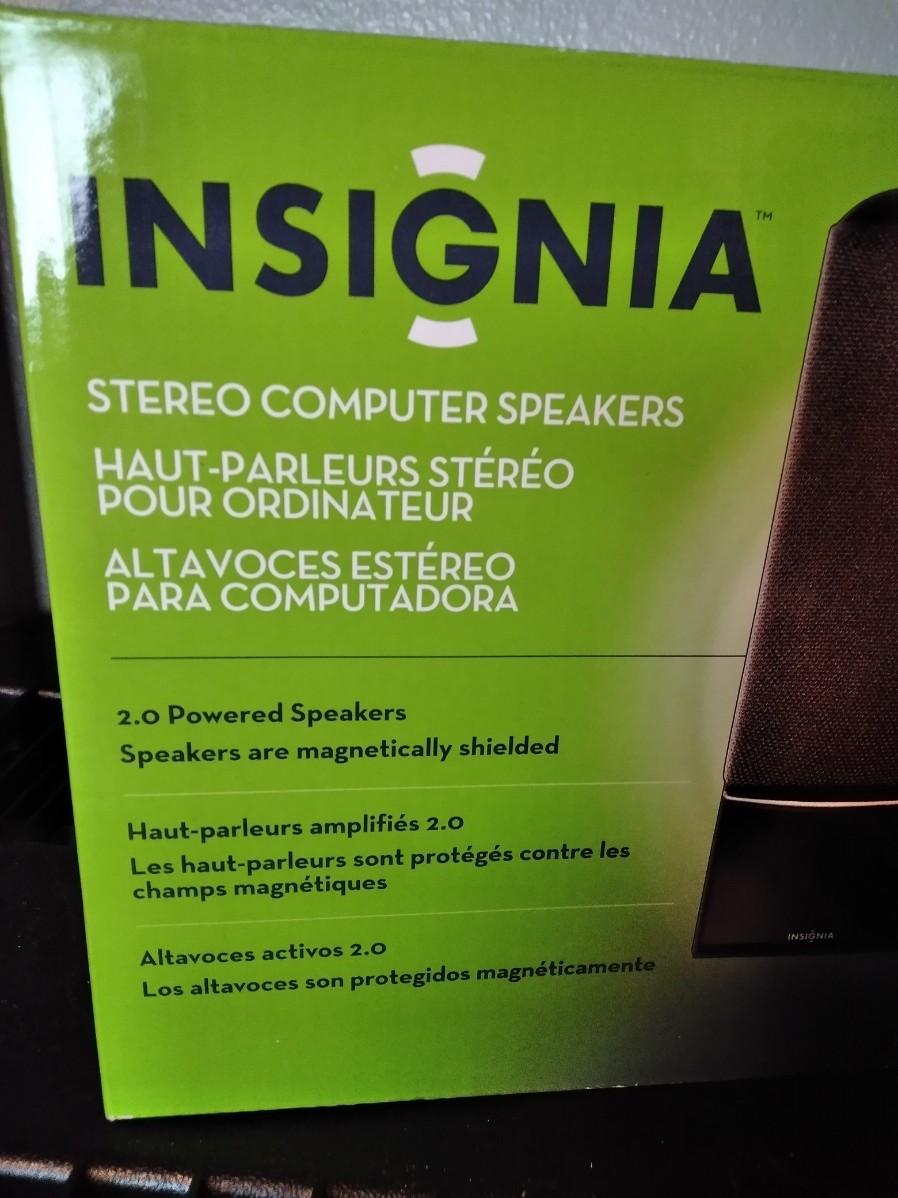 INSIGNIA™
STEREO COMPUTER SPEAKERS
HAUT-PARLEURS STÉRÉO
POUR ORDINATEUR
ALTAVOCES ESTÉREO
PARA COMPUTADORA
2.0 Powered Speakers
Speakers are magnetically shielded
Haut-parleurs amplifiés 2.0
Les haut-parleurs sont protégés contre les
champs magnétiques
Altavoces activos 2.0
Los altavoces son protegidos magnéticamente
INSIGNIA